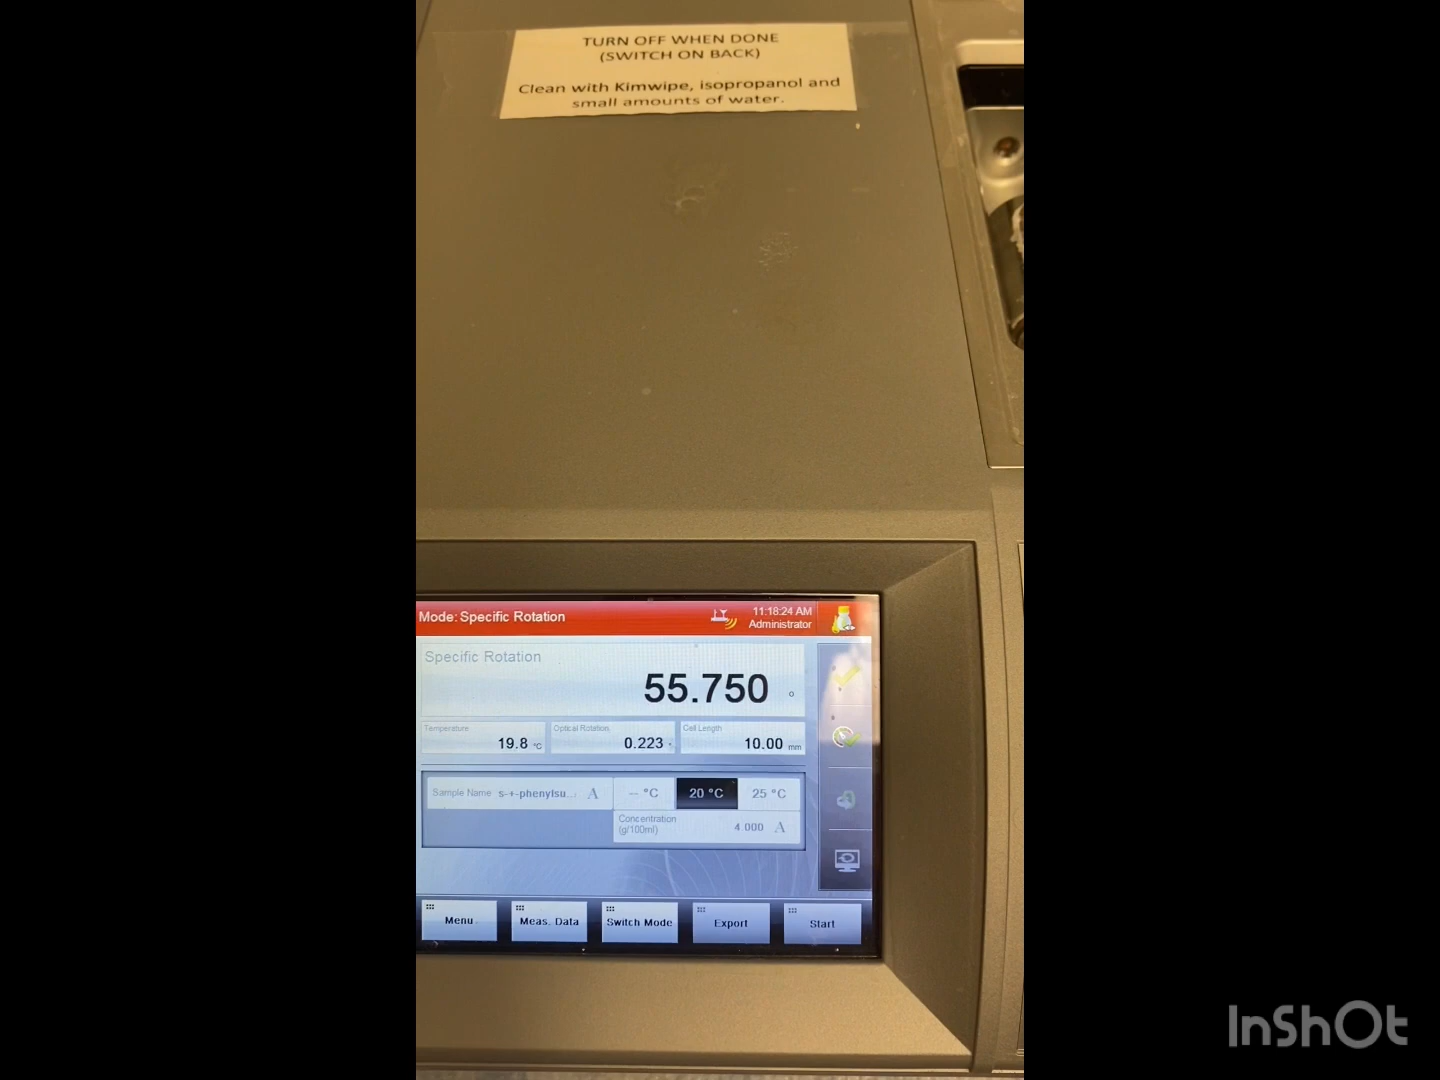 TURN OFF WHEN DONE
(SWITCH ON BACK)
Clean with Kimwipe, isopropanol and
small amounts of water.
Mode: Specific Rotation
11:18:24 AM
Administrator
Specific Rotation
55.750 °
Temperature
19.8 °C
Optical Rotation
0.223 °
Cell Length
10.00 mm
Sample Name s-+-phenylsu... A
-- °C
20 °C
25 °C
Concentration
(g/100ml)
4 000 A
Menu
Meas. Data
Switch Mode
Export
Start
InShOt